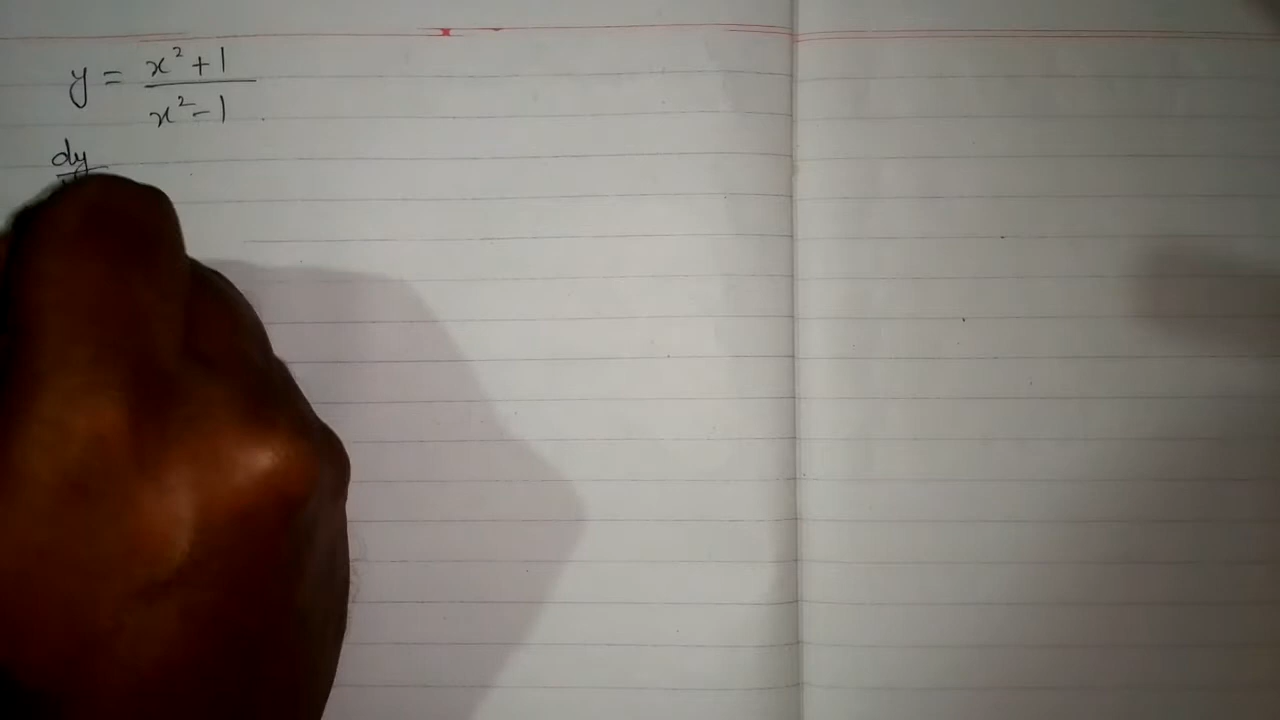 y = x² + 1 / x² - 1
dy